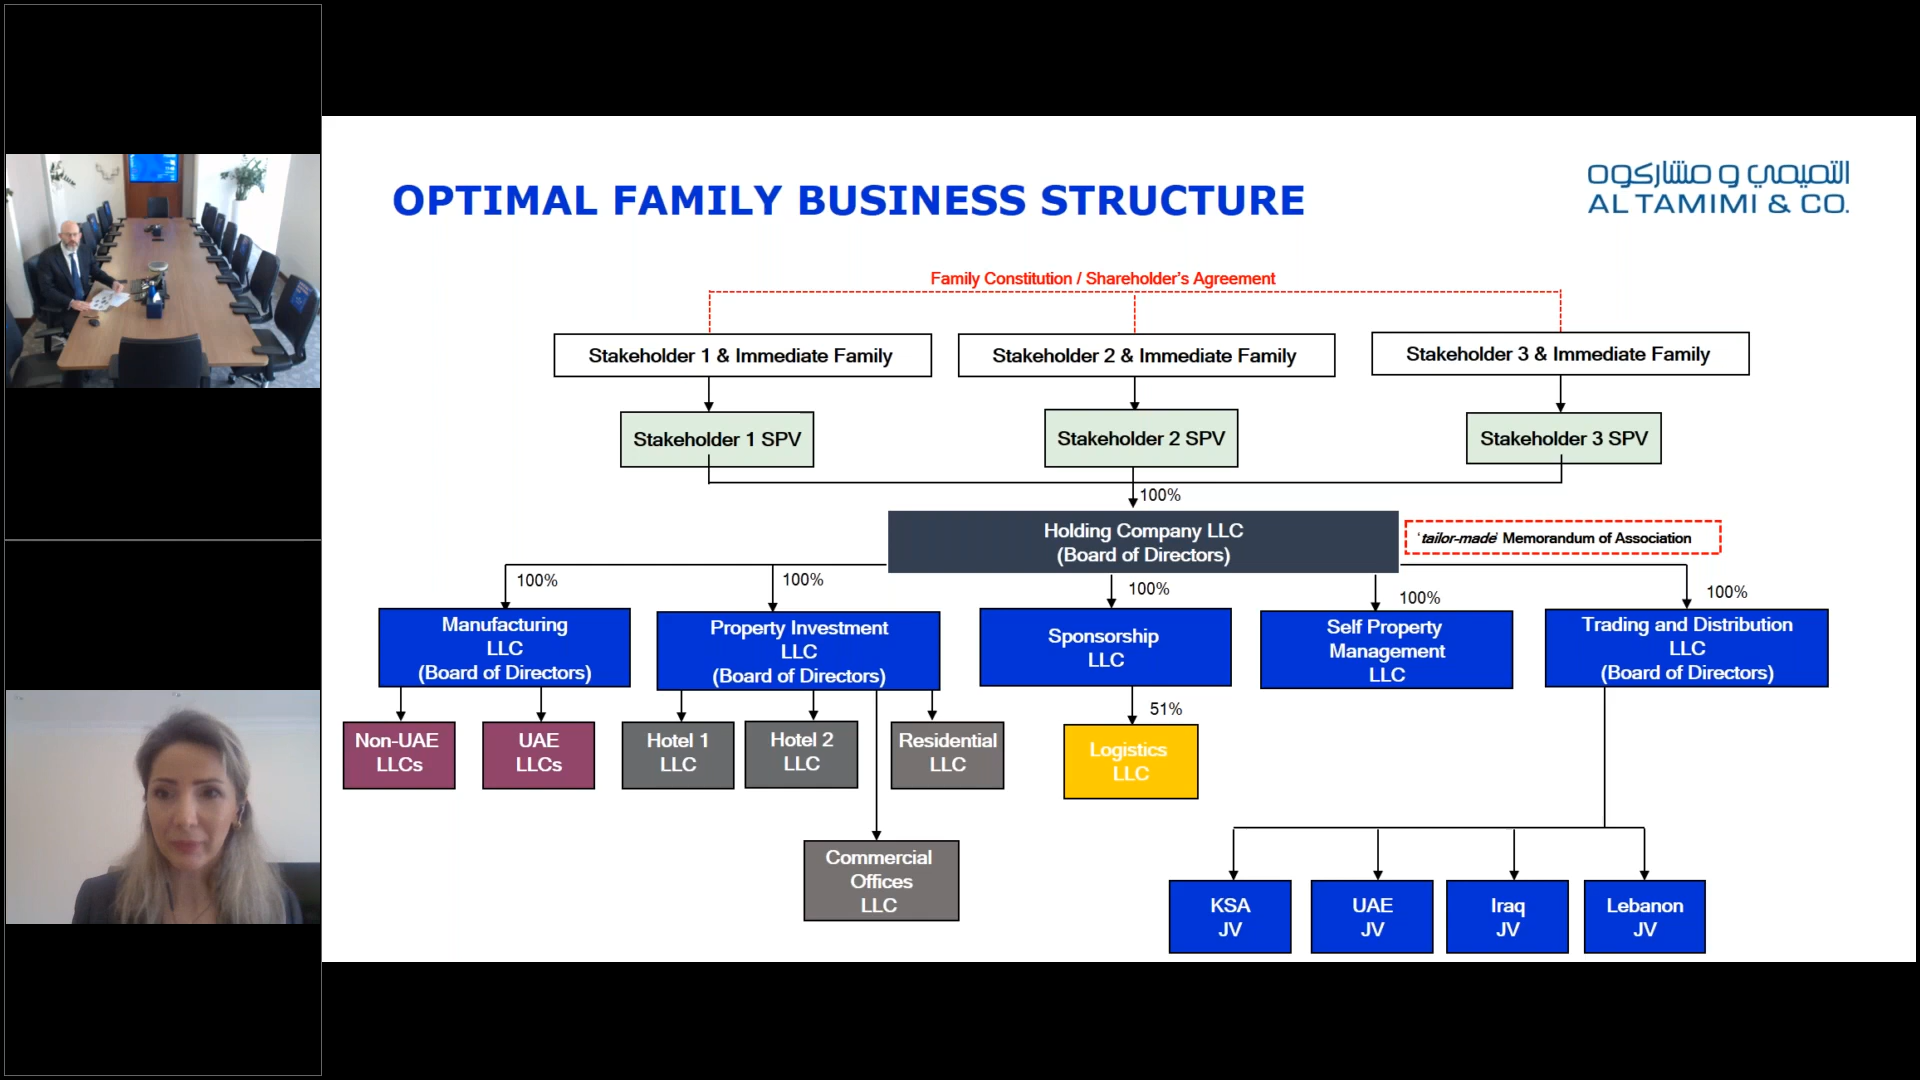 OPTIMAL FAMILY BUSINESS STRUCTURE
التميمي و مشاركوه
AL TAMIMI & CO.
Family Constitution / Shareholder's Agreement
Stakeholder 1 & Immediate Family
Stakeholder 2 & Immediate Family
Stakeholder 3 & Immediate Family
Stakeholder 1 SPV
Stakeholder 2 SPV
Stakeholder 3 SPV
100%
Holding Company LLC
(Board of Directors)
'tailor-made' Memorandum of Association
100%
100%
100%
100%
100%
Manufacturing
LLC
(Board of Directors)
Property Investment
LLC
(Board of Directors)
Sponsorship
LLC
Self Property
Management
LLC
Trading and Distribution
LLC
(Board of Directors)
51%
Non-UAE
LLCs
UAE
LLCs
Hotel 1
LLC
Hotel 2
LLC
Residential
LLC
Logistics
LLC
Commercial
Offices
LLC
KSA
JV
UAE
JV
Iraq
JV
Lebanon
JV